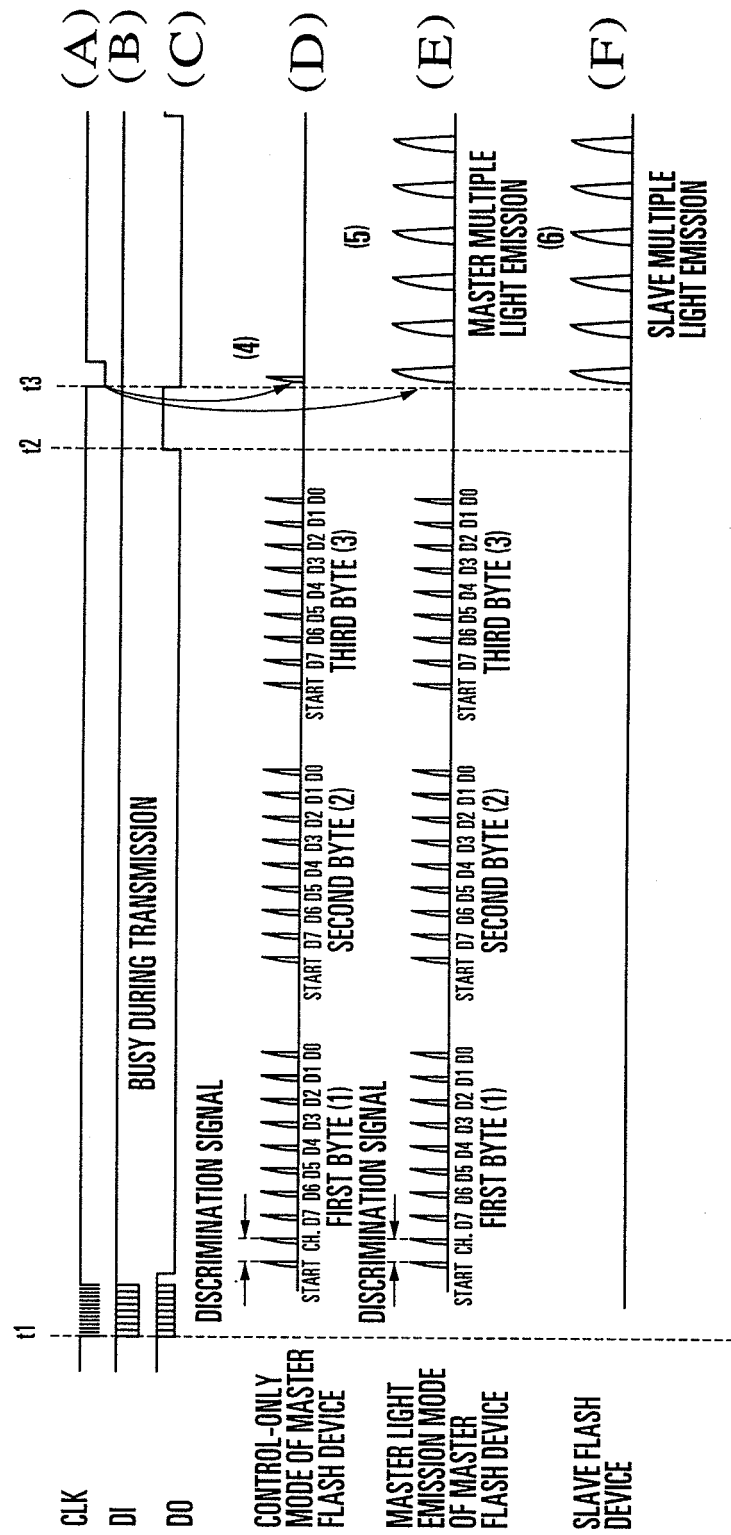 t1
t2
t3
CLK
(A)
DI
(B)
DO
BUSY DURING TRANSMISSION
(C)
DISCRIMINATION SIGNAL
CONTROL-ONLY
MODE OF MASTER
FLASH DEVICE
START CH. D7 D6 D5 D4 D3 D2 D1 D0
FIRST BYTE (1)
START D7 D6 D5 D4 D3 D2 D1 D0
SECOND BYTE (2)
START D7 D6 D5 D4 D3 D2 D1 D0
THIRD BYTE (3)
(4)
(D)
DISCRIMINATION SIGNAL
MASTER LIGHT
EMISSION MODE
OF MASTER
FLASH DEVICE
START CH. D7 D6 D5 D4 D3 D2 D1 D0
FIRST BYTE (1)
START D7 D6 D5 D4 D3 D2 D1 D0
SECOND BYTE (2)
START D7 D6 D5 D4 D3 D2 D1 D0
THIRD BYTE (3)
(5)
MASTER MULTIPLE
LIGHT EMISSION
(E)
SLAVE FLASH
DEVICE
(6)
SLAVE MULTIPLE
LIGHT EMISSION
(F)